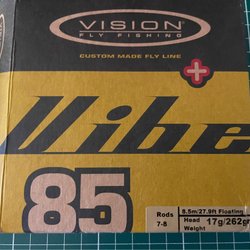 VISION
FLY FISHING
CUSTOM MADE FLY LINE
+
Vibe
85
Rods
7-8
8.5m/27.9ft Floating
Head
Weight
17g/262gr